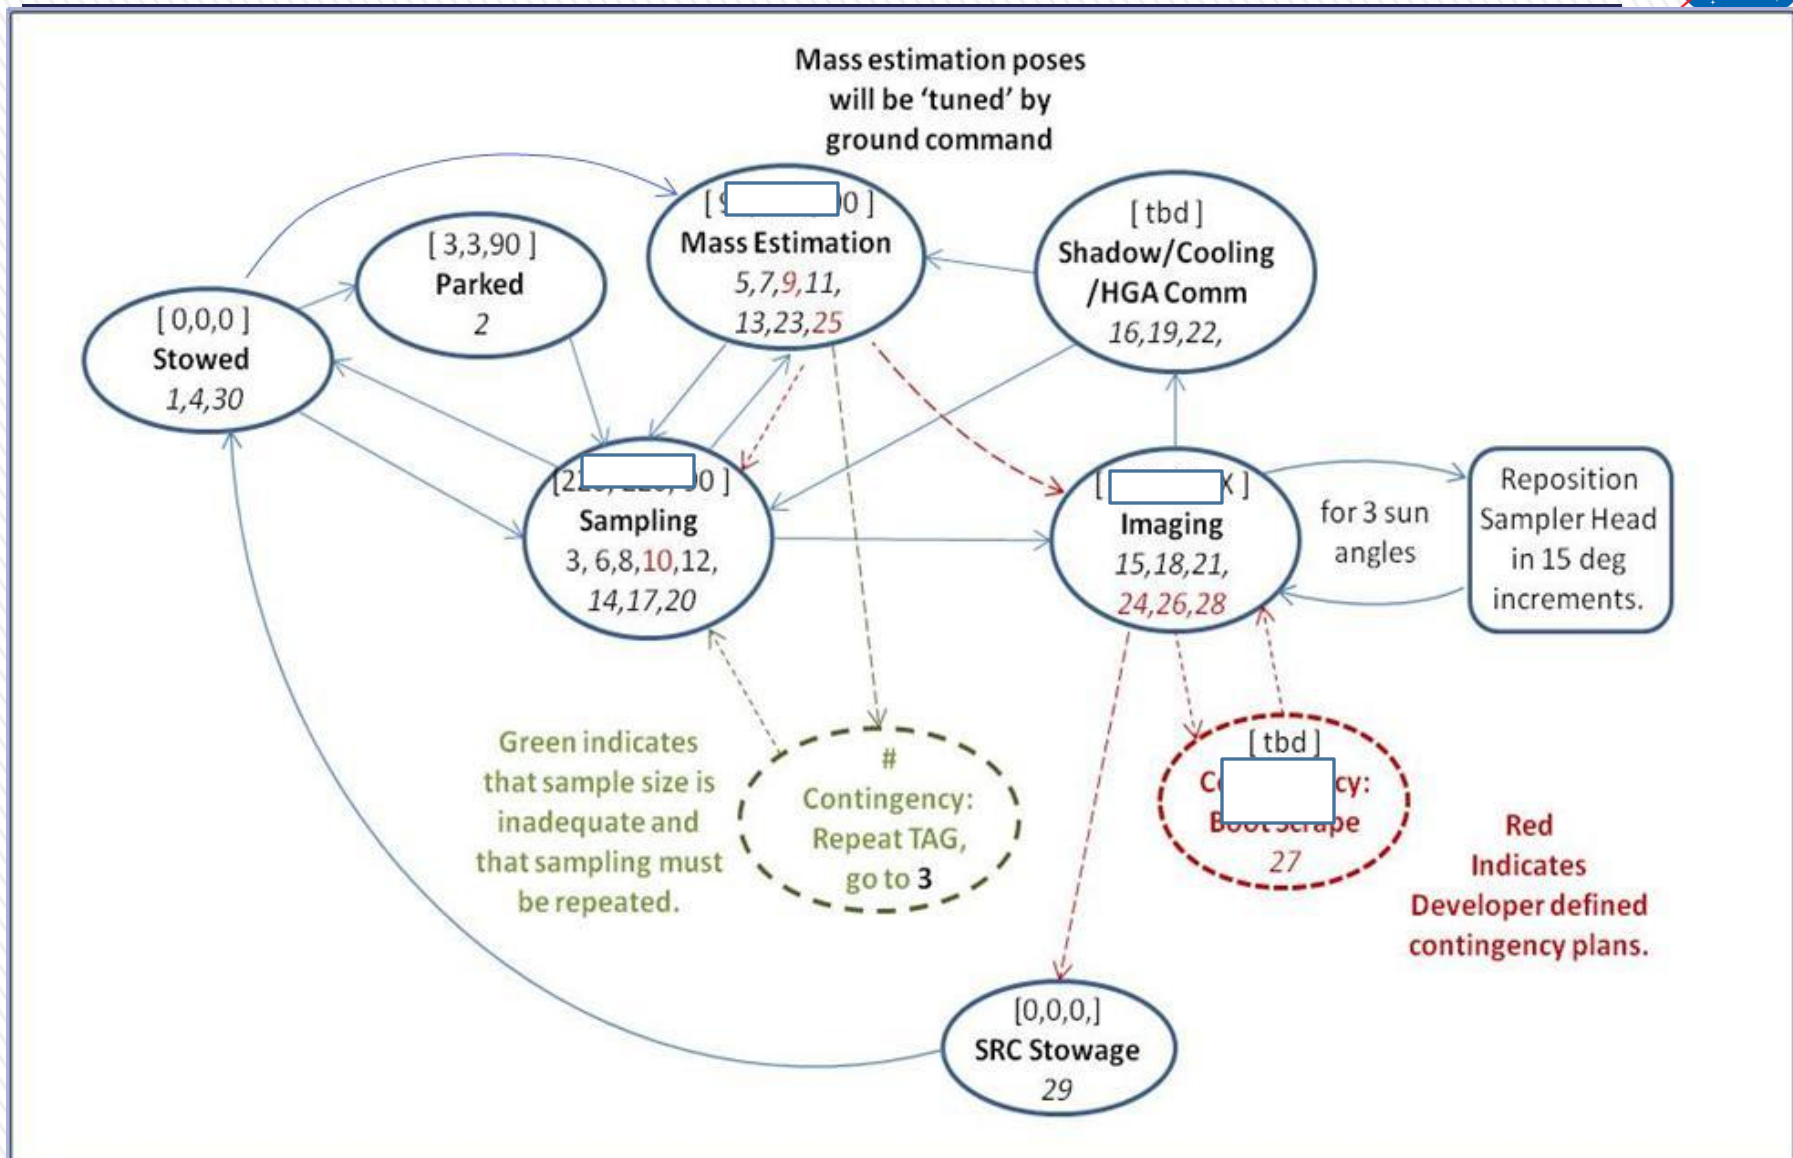 Mass estimation poses
will be ‘tuned’ by
ground command
[ 0 ]
Mass Estimation
5,7,9,11,
13,23,25
[ tbd ]
Shadow/Cooling
/HGA Comm
16,19,22,
[ 3,3,90 ]
Parked
2
[ 0,0,0 ]
Stowed
1,4,30
[ 0 ]
Sampling
3, 6,8,10,12,
14,17,20
[ X ]
Imaging
15,18,21,
24,26,28
for 3 sun
angles
Reposition
Sampler Head
in 15 deg
increments.
Green indicates
that sample size is
inadequate and
that sampling must
be repeated.
#
Contingency:
Repeat TAG,
go to 3
[ tbd ]
cy:
Boot Scrape
27
Red
Indicates
Developer defined
contingency plans.
[0,0,0,]
SRC Stowage
29